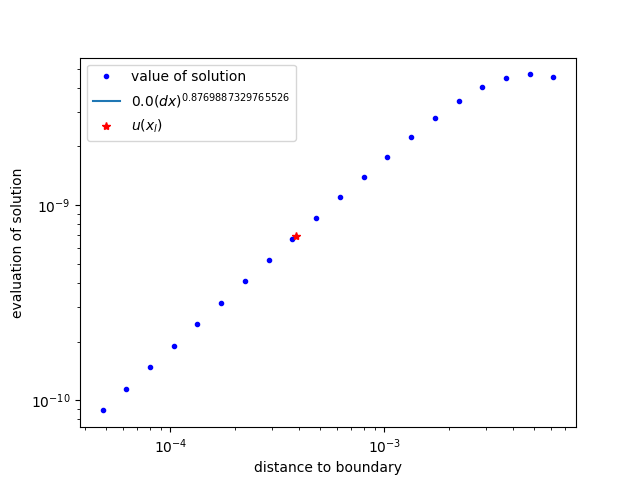 value of solution
0.0(dx)^0.8769887329765526
u(x_l)
10^-9
10^-10
evaluation of solution
10^-4
10^-3
distance to boundary